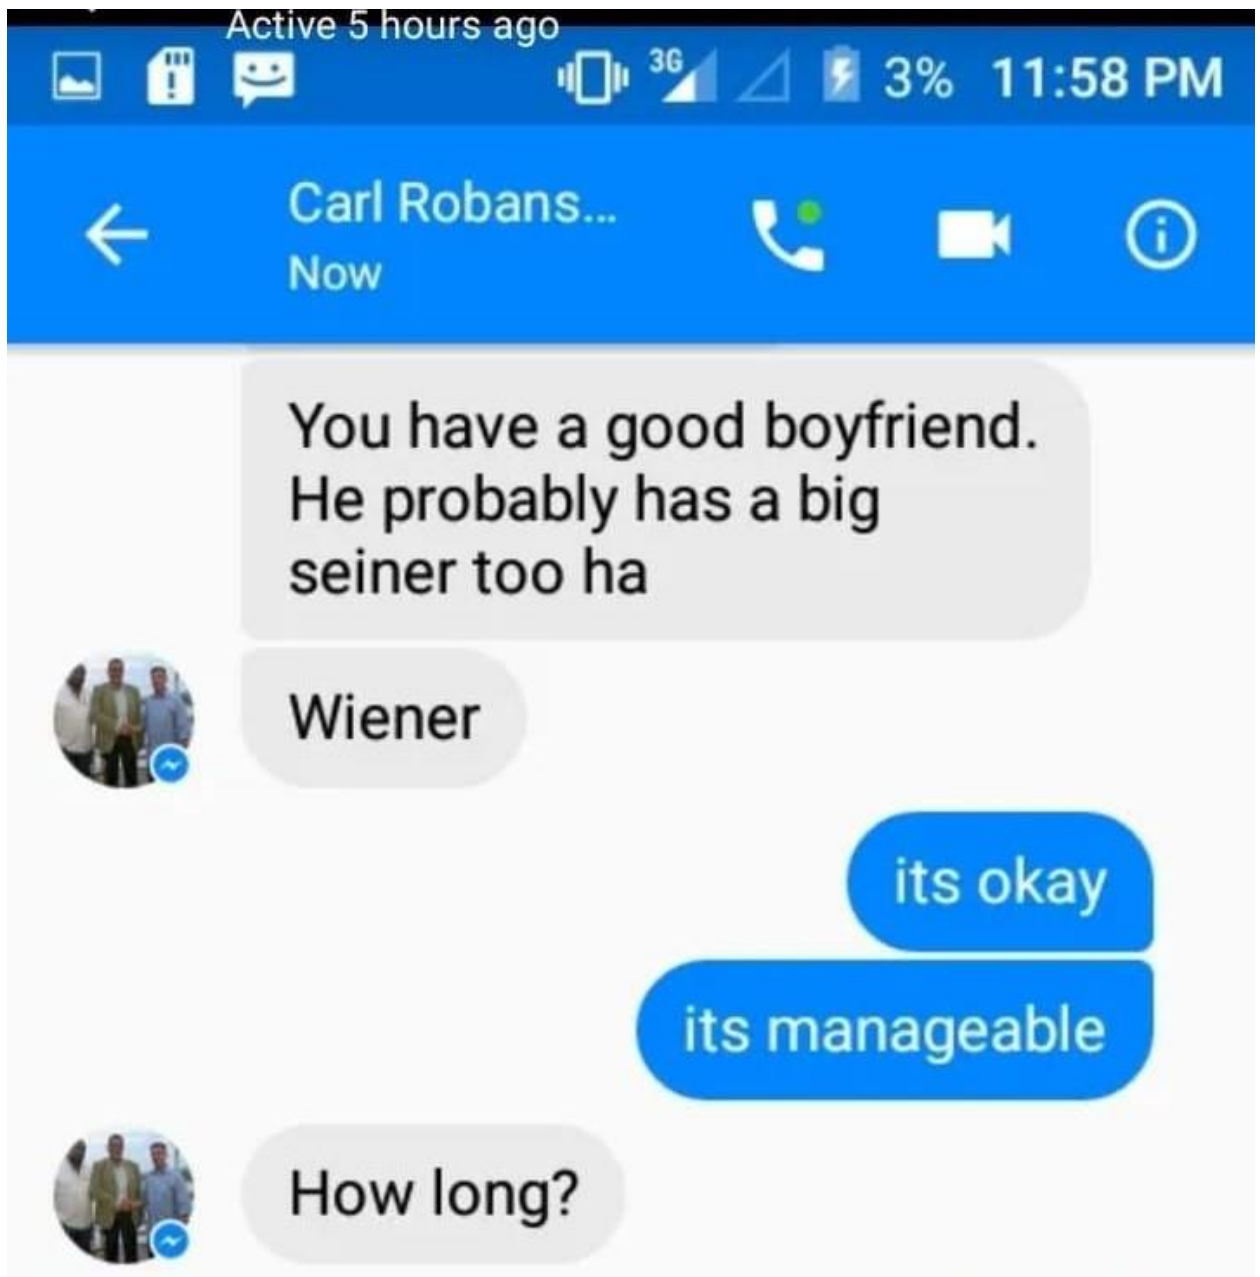 Active 5 hours ago
3G 3% 11:58 PM
Carl Robans...
Now
You have a good boyfriend.
He probably has a big
seiner too ha
Wiener
its okay
its manageable
How long?